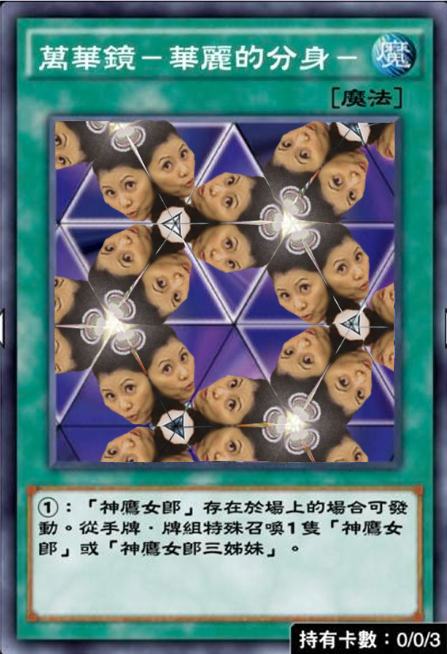 萬華鏡－華麗的分身－
魔
［魔法］
①：「神鷹女郎」存在於場上的場合可發
動。從手牌・牌組特殊召喚1隻「神鷹女
郎」或「神鷹女郎三姊妹」。
持有卡數：0/0/3